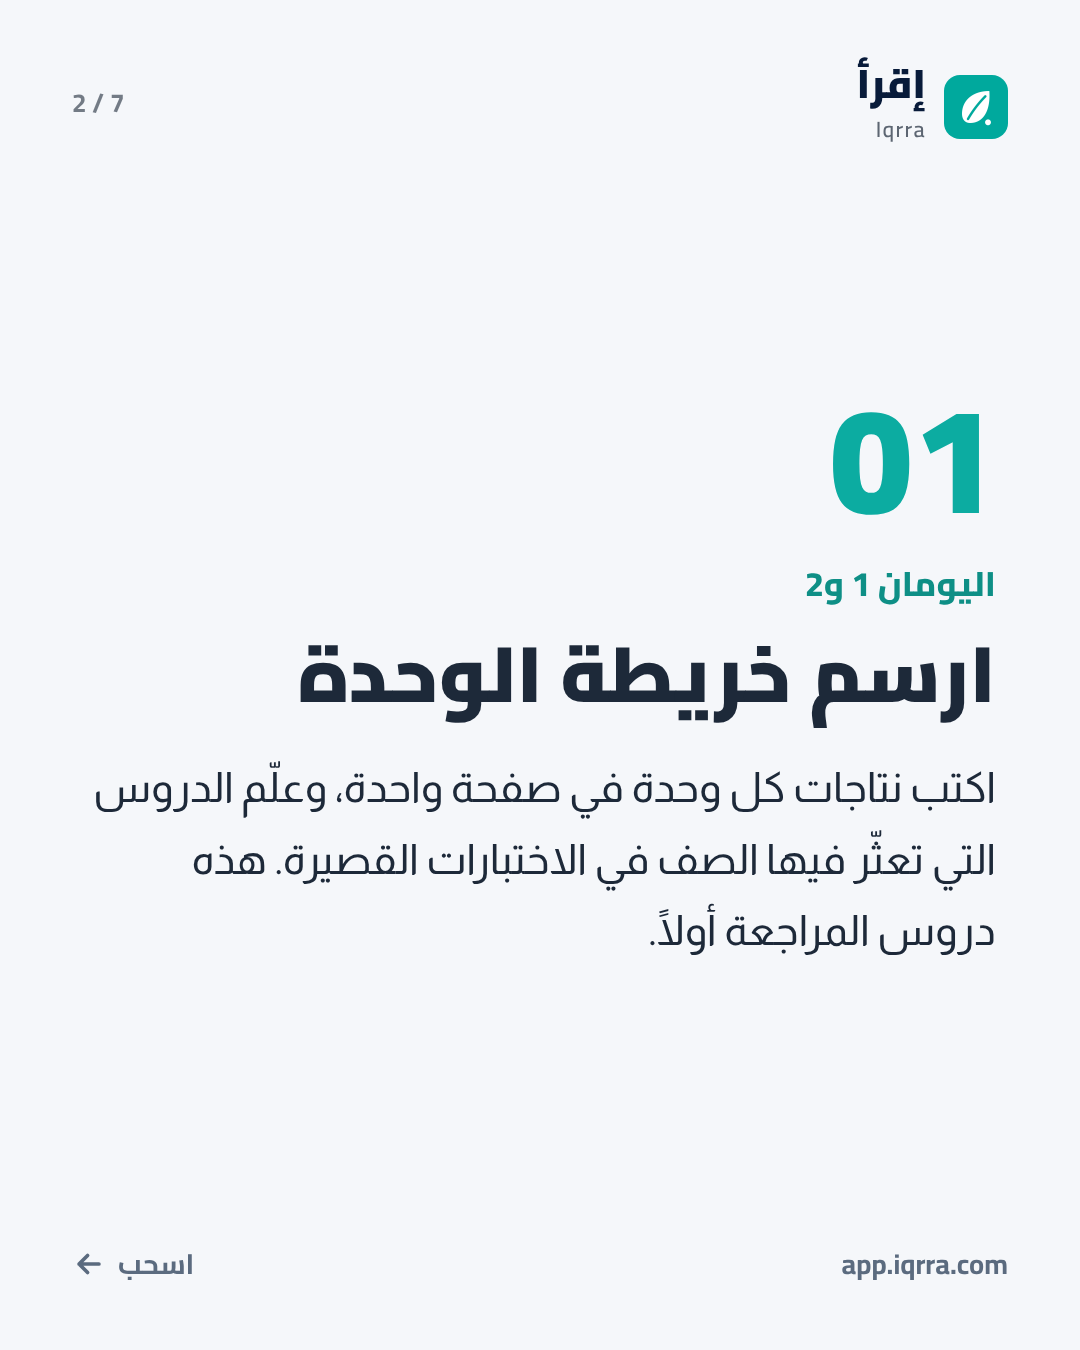 إقرأ
Iqrra
2 / 7
01
اليومان 1 و2
ارسم خريطة الوحدة
اكتب نتاجات كل وحدة في صفحة واحدة، وعلّم الدروس
التي تعثّر فيها الصف في الاختبارات القصيرة. هذه
دروس المراجعة أولًا.
app.iqrra.com
اسحب ←